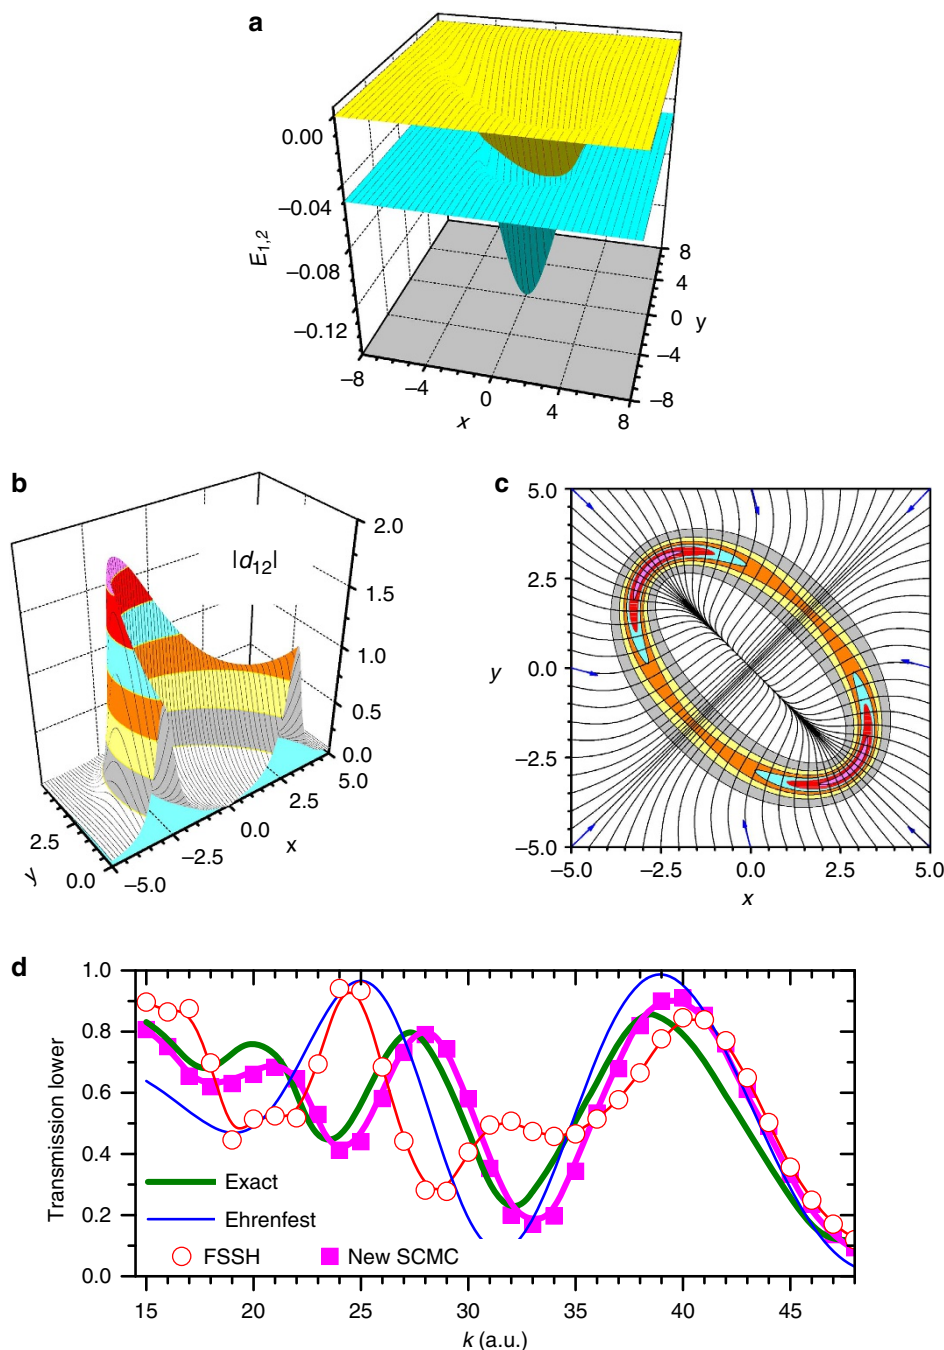 a
0.00
−0.04
−0.08
−0.12
E1,2
−8
−4
0
4
8
x
8
4
0
−4
−8
y
b
|d12|
2.0
1.5
1.0
0.5
0.0
5.0
2.5
0.0
−2.5
−5.0
x
2.5
0.0
y
c
5.0
2.5
0.0
−2.5
−5.0
y
−5.0 −2.5 0.0 2.5 5.0
x
d
1.0
0.8
0.6
0.4
0.2
0.0
Transmission lower
Exact
Ehrenfest
FSSH New SCMC
15 20 25 30 35 40 45
k (a.u.)